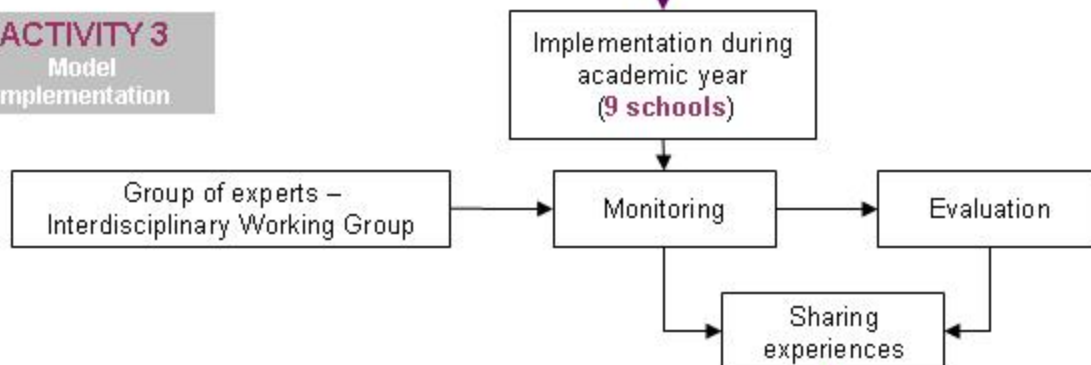 ACTIVITY 3
Model
mplementation
Implementation during
academic year
(9 schools)
Group of experts –
Interdisciplinary Working Group
Monitoring
Evaluation
Sharing
experiences